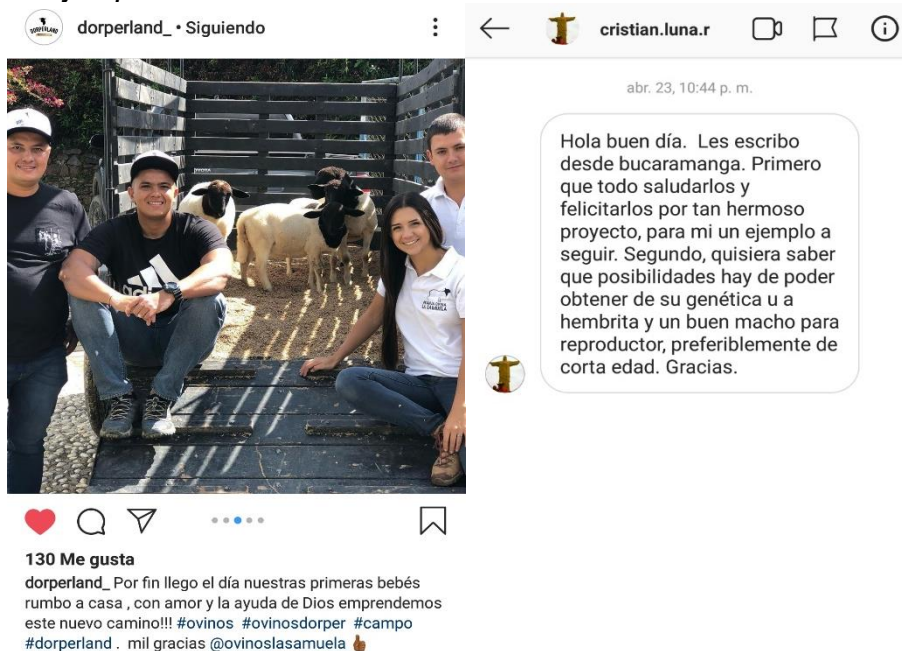 dorperland_ • Siguiendo
130 Me gusta
dorperland_ Por fin llego el día nuestras primeras bebés
rumbo a casa , con amor y la ayuda de Dios emprendemos
este nuevo camino!!! #ovinos #ovinosdorper #campo
#dorperland . mil gracias @ovinoslasamuela
cristian.luna.r
abr. 23, 10:44 p. m.
Hola buen día. Les escribo
desde bucaramanga. Primero
que todo saludarlos y
felicitarlos por tan hermoso
proyecto, para mi un ejemplo a
seguir. Segundo, quisiera saber
que posibilidades hay de poder
obtener de su genética u a
hembrita y un buen macho para
reproductor, preferiblemente de
corta edad. Gracias.